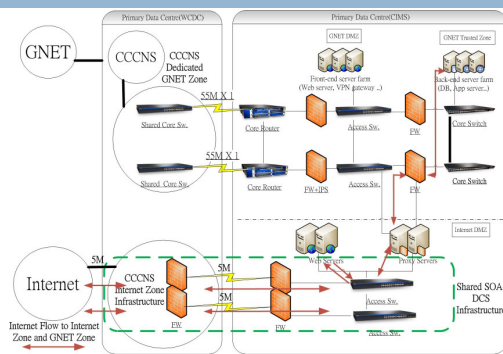 Primary Data Centre(WCDC)
Primary Data Centre(CIMS)
GNET
CCCNS
CCCNS
Dedicated
GNET Zone
GNET DMZ
GNET Trusted Zone
Front-end server farm
(Web server, VPN gateway ..)
Back-end server farm
(DB, App server...)
55M X 1
Shared Core Sw.
Core Router
FW
Access Sw.
FW
Core Switch
55M X 1
Shared Core Sw.
Core Router
FW+IPS
Access Sw.
FW
Core Switch
Internet DMZ
Web Servers
Proxy Servers
5M
Internet
CCCNS
Internet Zone
Infrastructure
5M
5M
FW
FW
Access Sw.
Access Sw.
Shared SOA
DCS
Infrastructure
Internet Flow to Internet
Zone and GNET Zone